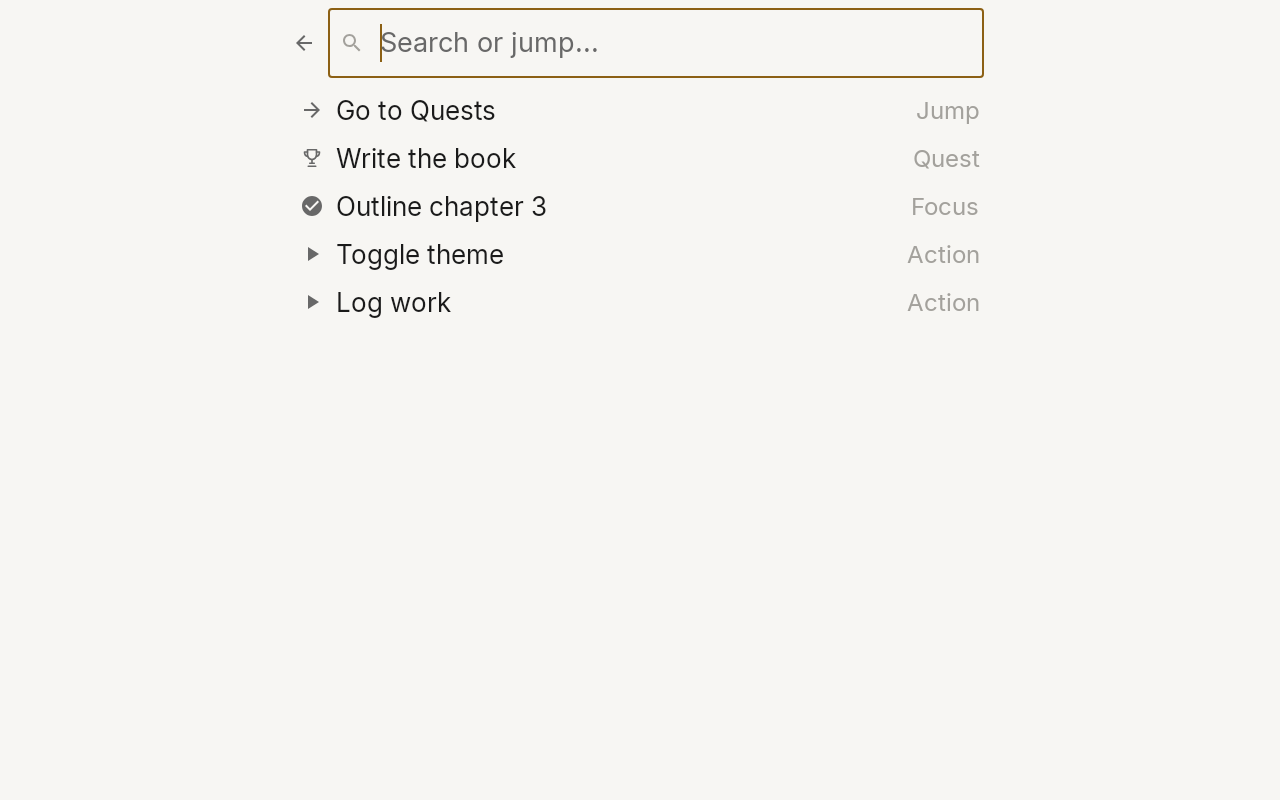 Search or jump...
Go to Quests Jump
Write the book Quest
Outline chapter 3 Focus
Toggle theme Action
Log work Action